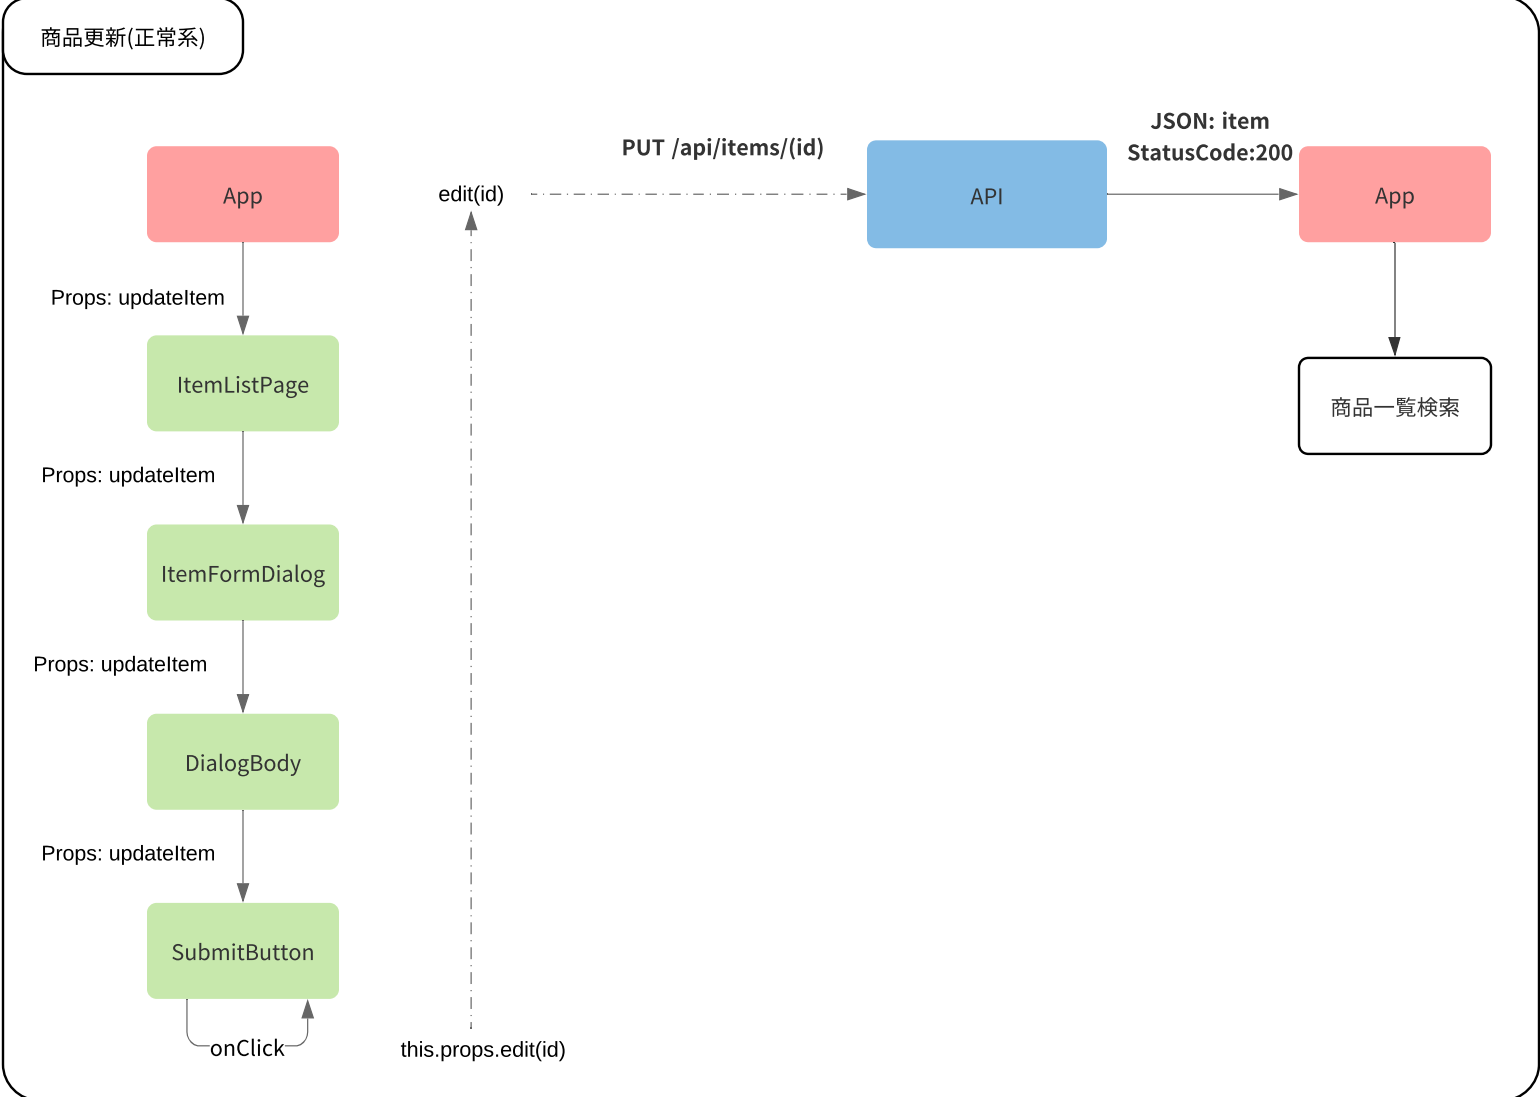 商品更新(正常系)
App
Props: updateItem
ItemListPage
Props: updateItem
ItemFormDialog
Props: updateItem
DialogBody
Props: updateItem
SubmitButton
onClick
this.props.edit(id)
edit(id)
PUT /api/items/(id)
API
JSON: item
StatusCode:200
App
商品一覧検索